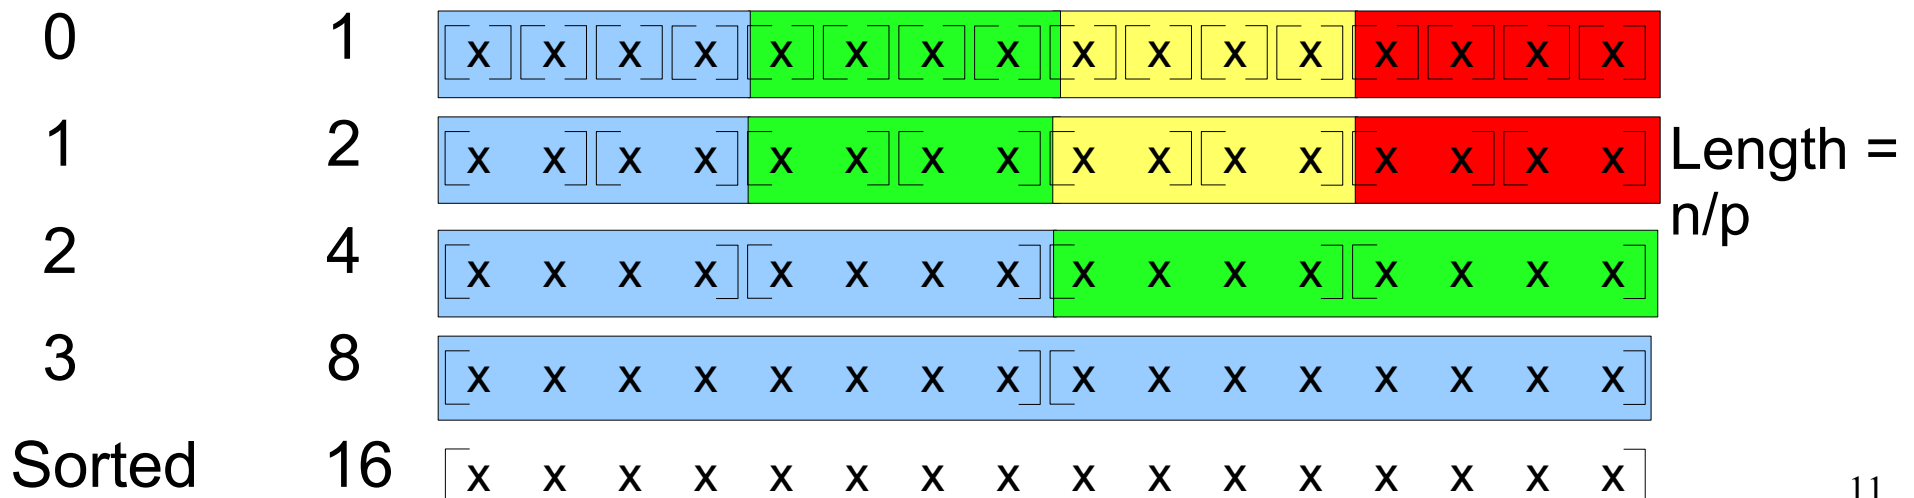 0 1 x x x x x x x x x x x x x x x x
1 2 x x x x x x x x x x x x x x x x Length =
n/p
2 4 x x x x x x x x x x x x x x x x
3 8 x x x x x x x x x x x x x x x x
Sorted 16 x x x x x x x x x x x x x x x x
11